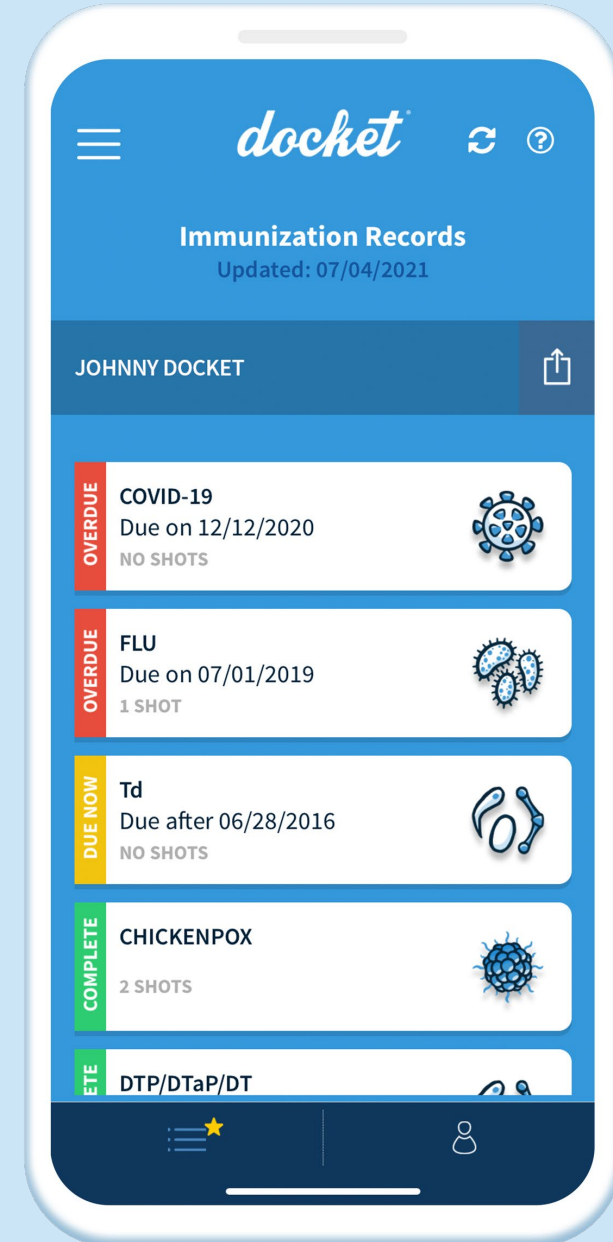 docket
Immunization Records
Updated: 07/04/2021
JOHNNY DOCKET
OVERDUE
COVID-19
Due on 12/12/2020
NO SHOTS
OVERDUE
FLU
Due on 07/01/2019
1 SHOT
DUE NOW
Td
Due after 06/28/2016
NO SHOTS
COMPLETE
CHICKENPOX
2 SHOTS
ETE
DTP/DTaP/DT